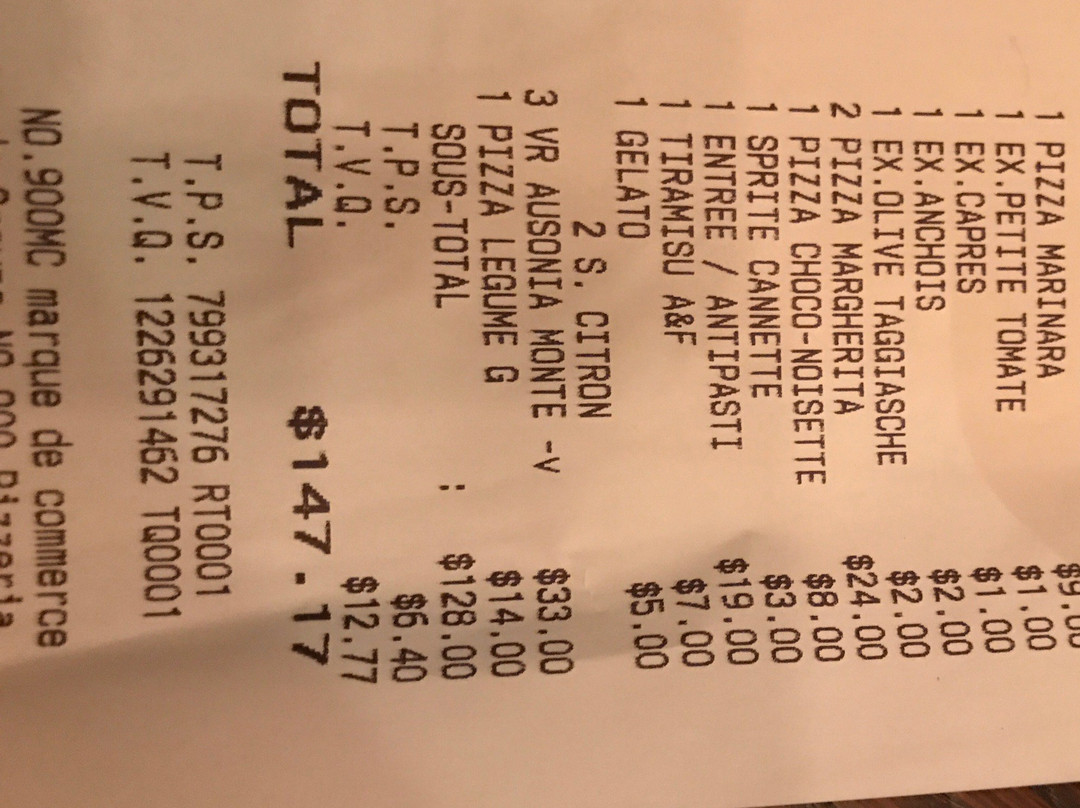 1 PIZZA MARINARA $9.00
1 EX.PETITE TOMATE $1.00
1 EX.CAPRES $1.00
1 EX.ANCHOIS $2.00
1 EX.OLIVE TAGGIASCHE $2.00
2 PIZZA MARGHERITA $24.00
1 PIZZA CHOCO-NOISETTE $8.00
1 SPRITE CANNETTE $3.00
1 ENTREE / ANTIPASTI $19.00
1 TIRAMISU A&F $7.00
1 GELATO $5.00
2 S. CITRON
3 VR AUSONIA MONTE -V $33.00
1 PIZZA LEGUME G $14.00
SOUS-TOTAL : $128.00
T.P.S. $6.40
T.V.Q. $12.77
TOTAL $147.17
T.P.S. 799317276 RT0001
T.V.Q. 1226291462 TQ0001
NO.900MC marque de commerce
Pizzeria